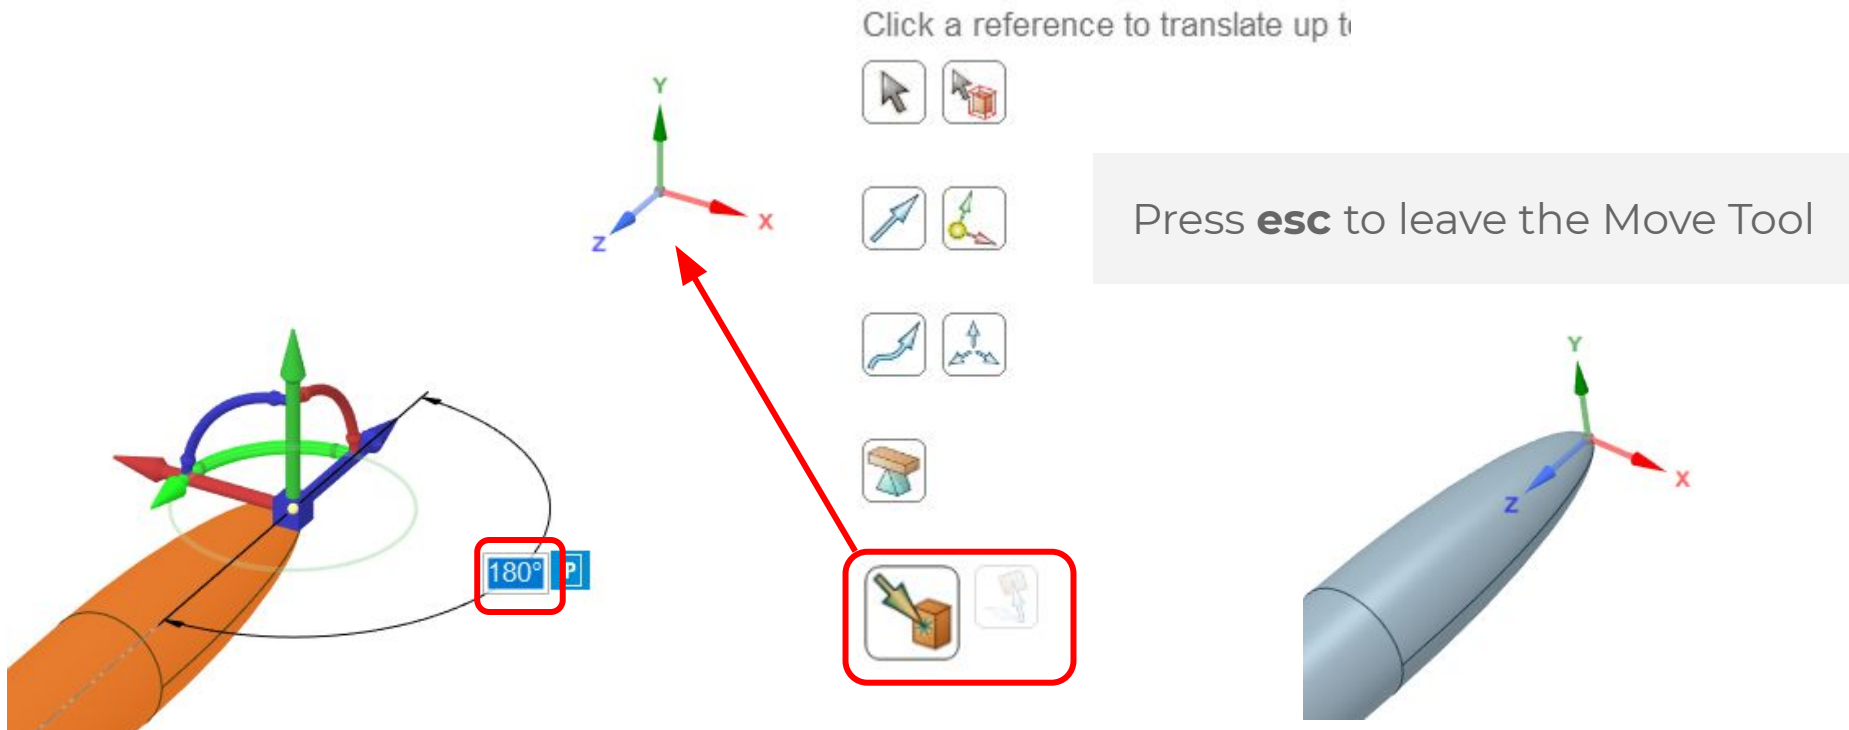 Click a reference to translate up t
Y
X
Z
Press esc to leave the Move Tool
180°
P
Y
X
Z